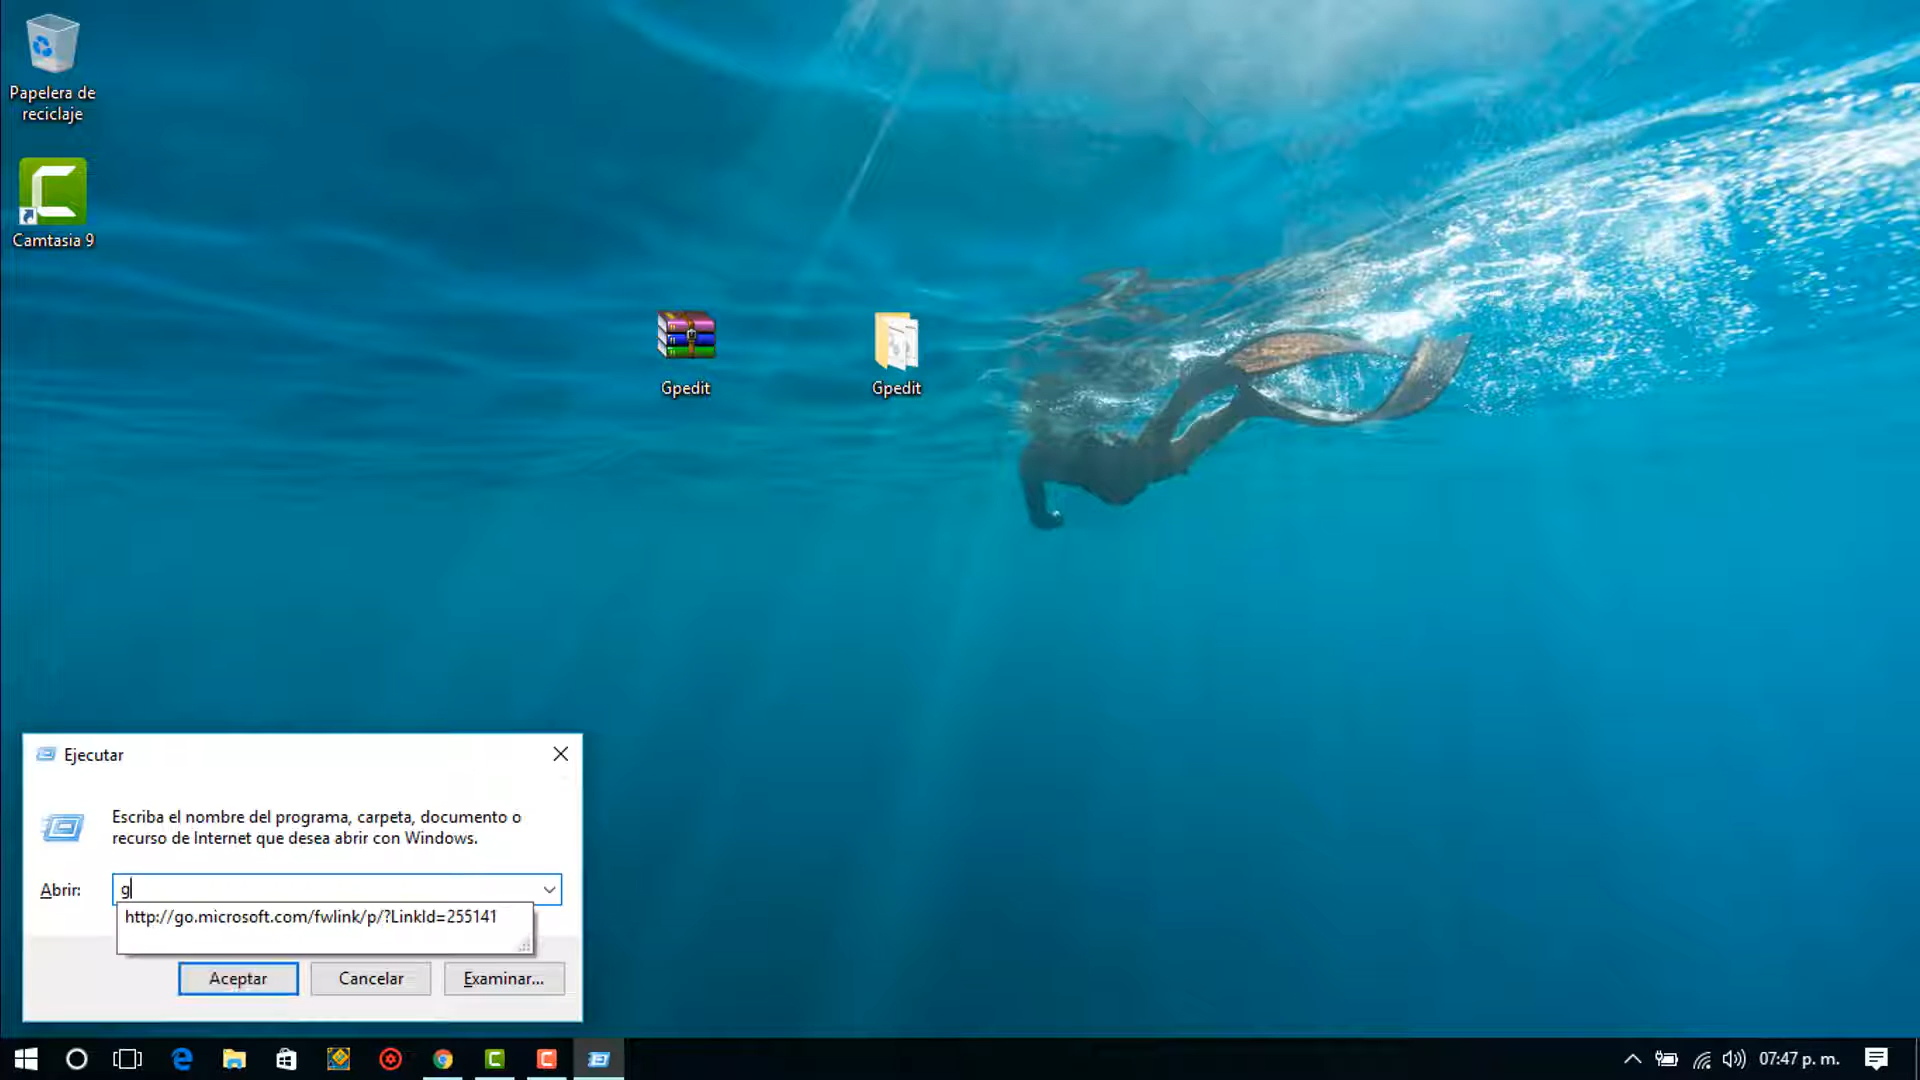 Papelera de
reciclaje
Camtasia 9
Gpedit
Gpedit
Ejecutar
Escriba el nombre del programa, carpeta, documento o
recurso de Internet que desea abrir con Windows.
Abrir:
g
http://go.microsoft.com/fwlink/p/?LinkId=255141
Aceptar
Cancelar
Examinar...
07:47 p. m.